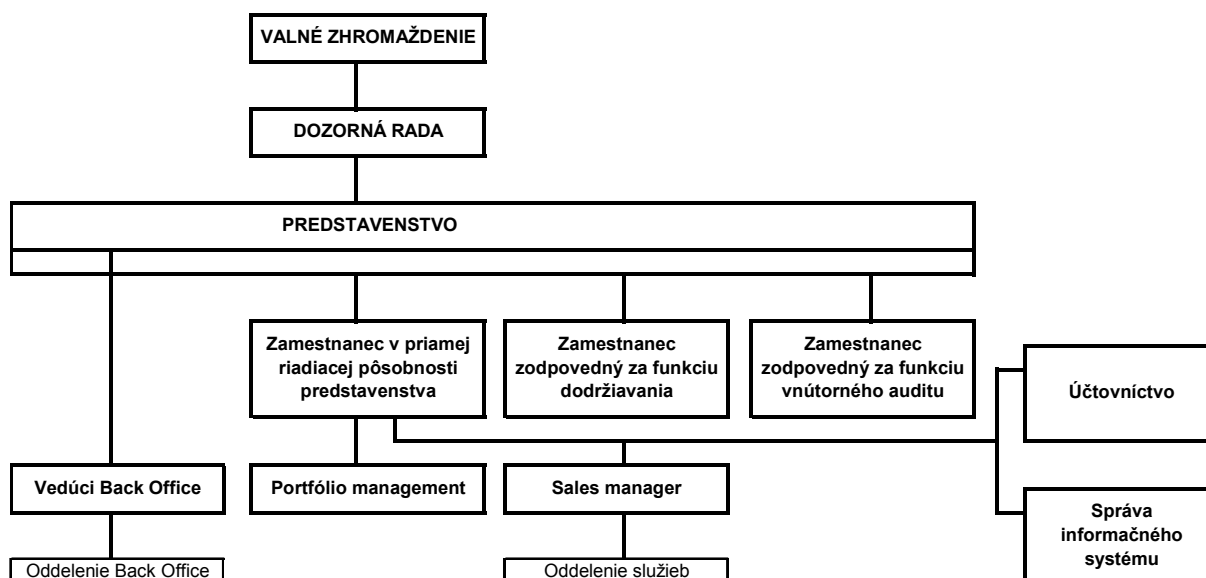 VALNÉ ZHROMAŽDENIE
DOZORNÁ RADA
PREDSTAVENSTVO
Zamestnanec v priamej
riadiacej pôsobnosti
predstavenstva
Zamestnanec
zodpovedný za funkciu
dodržiavania
Zamestnanec
zodpovedný za funkciu
vnútorného auditu
Účtovníctvo
Vedúci Back Office
Portfólio management
Sales manager
Správa
informačného
systému
Oddelenie Back Office
Oddelenie služieb